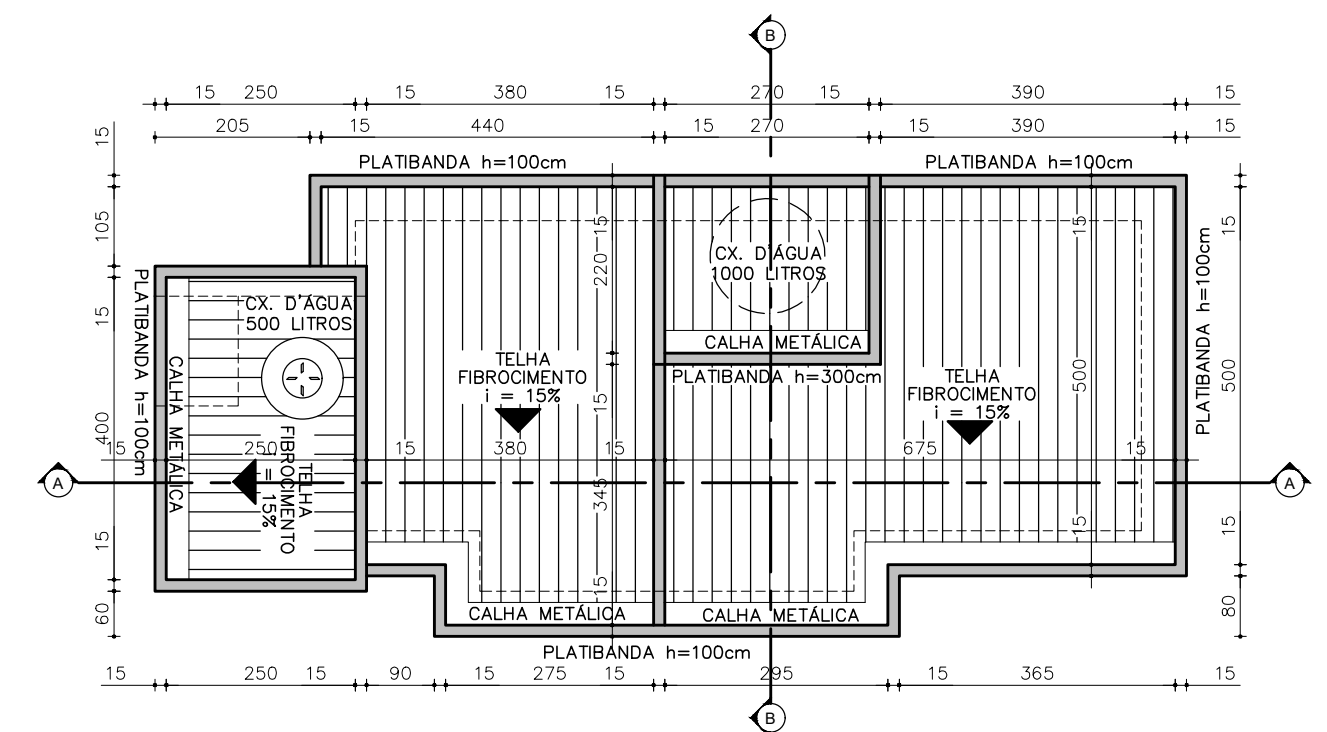 B
15 250 15 380 15 270 15 390 15
205 15 440 15 270 15 390 15
PLATIBANDA h=100cm
PLATIBANDA h=100cm
15
105
15
400
15
60
15
500
15
80
PLATIBANDA h=100cm
PLATIBANDA h=100cm
CX. D'ÁGUA
500 LITROS
CALHA METÁLICA
TELHA
FIBROCIMENTO
i = 15%
TELHA
FIBROCIMENTO
i = 15%
15
220
15
345
15
CX. D'ÁGUA
1000 LITROS
CALHA METÁLICA
PLATIBANDA h=300cm
TELHA
FIBROCIMENTO
i = 15%
15
500
15
15 250 15 380 15 675 15
A
A
CALHA METÁLICA
CALHA METÁLICA
PLATIBANDA h=100cm
15 250 15 90 15 275 15 295 15 365 15
B